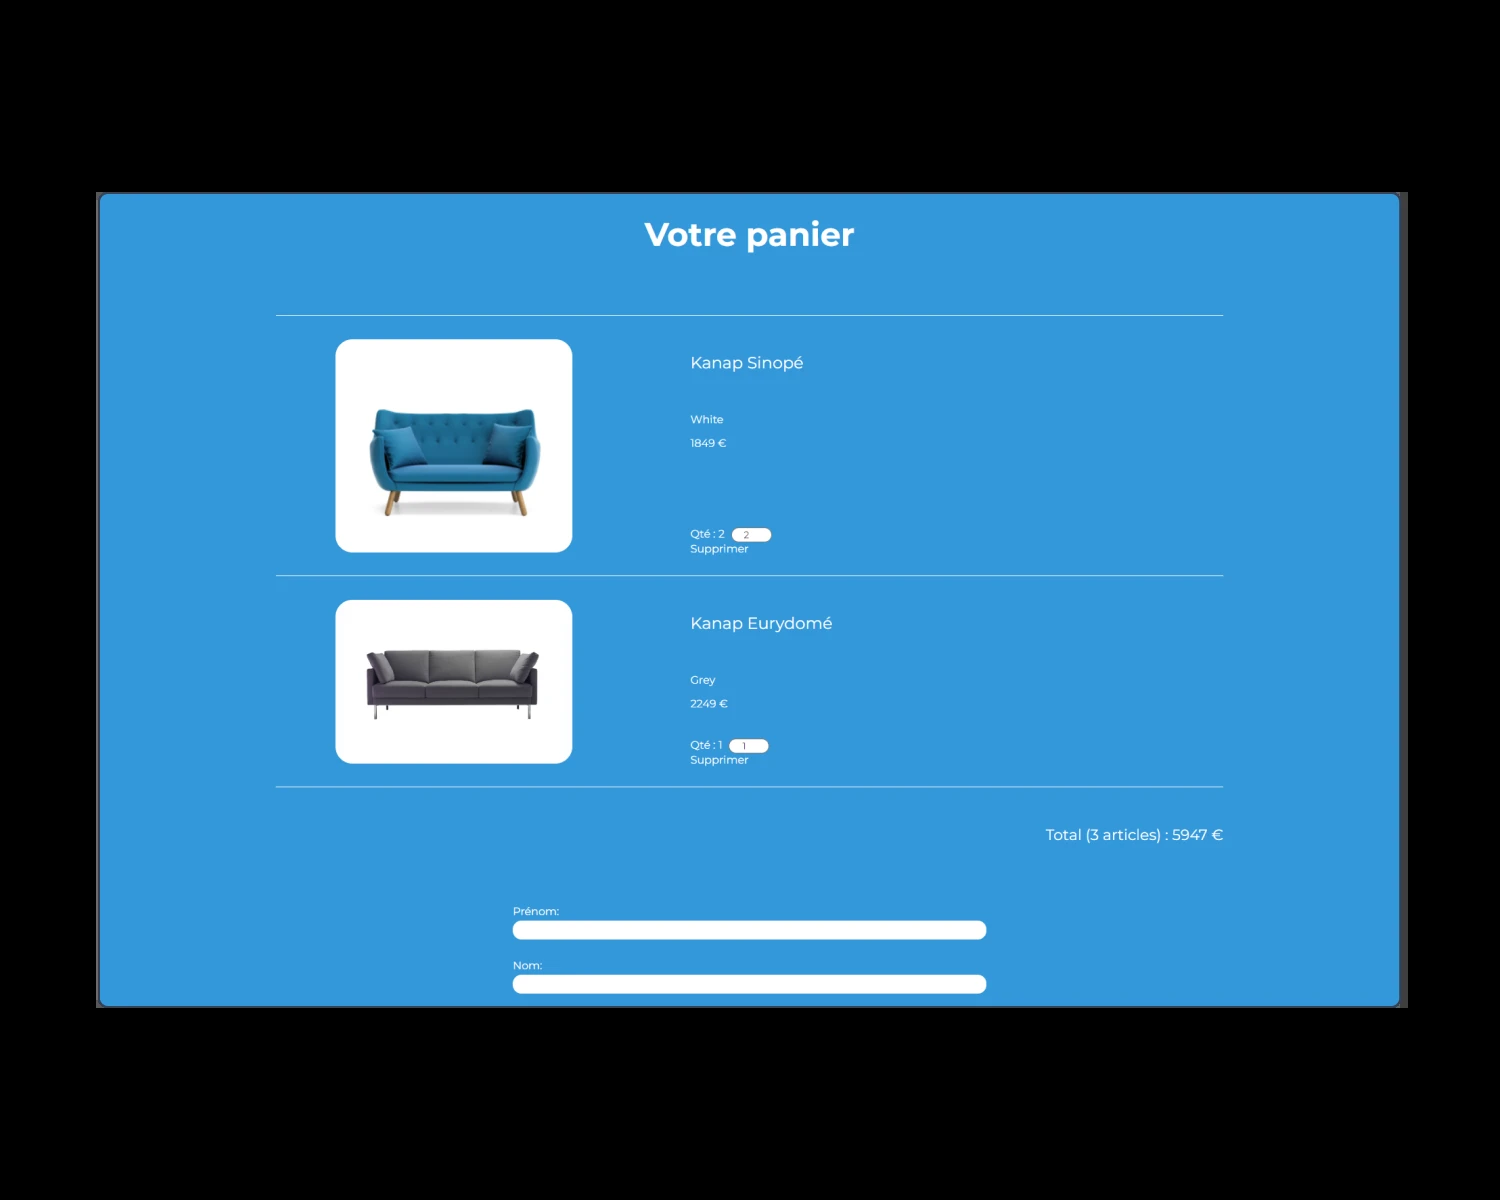 Votre panier
Kanap Sinopé
White
1849 €
Qté : 2 2
Supprimer
Kanap Eurydomé
Grey
2249 €
Qté : 1 1
Supprimer
Total (3 articles) : 5947 €
Prénom:
Nom: